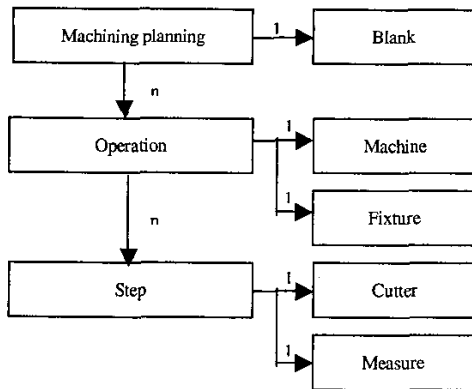 Machining planning
1
Blank
n
Operation
1
Machine
1
Fixture
n
Step
1
Cutter
1
Measure